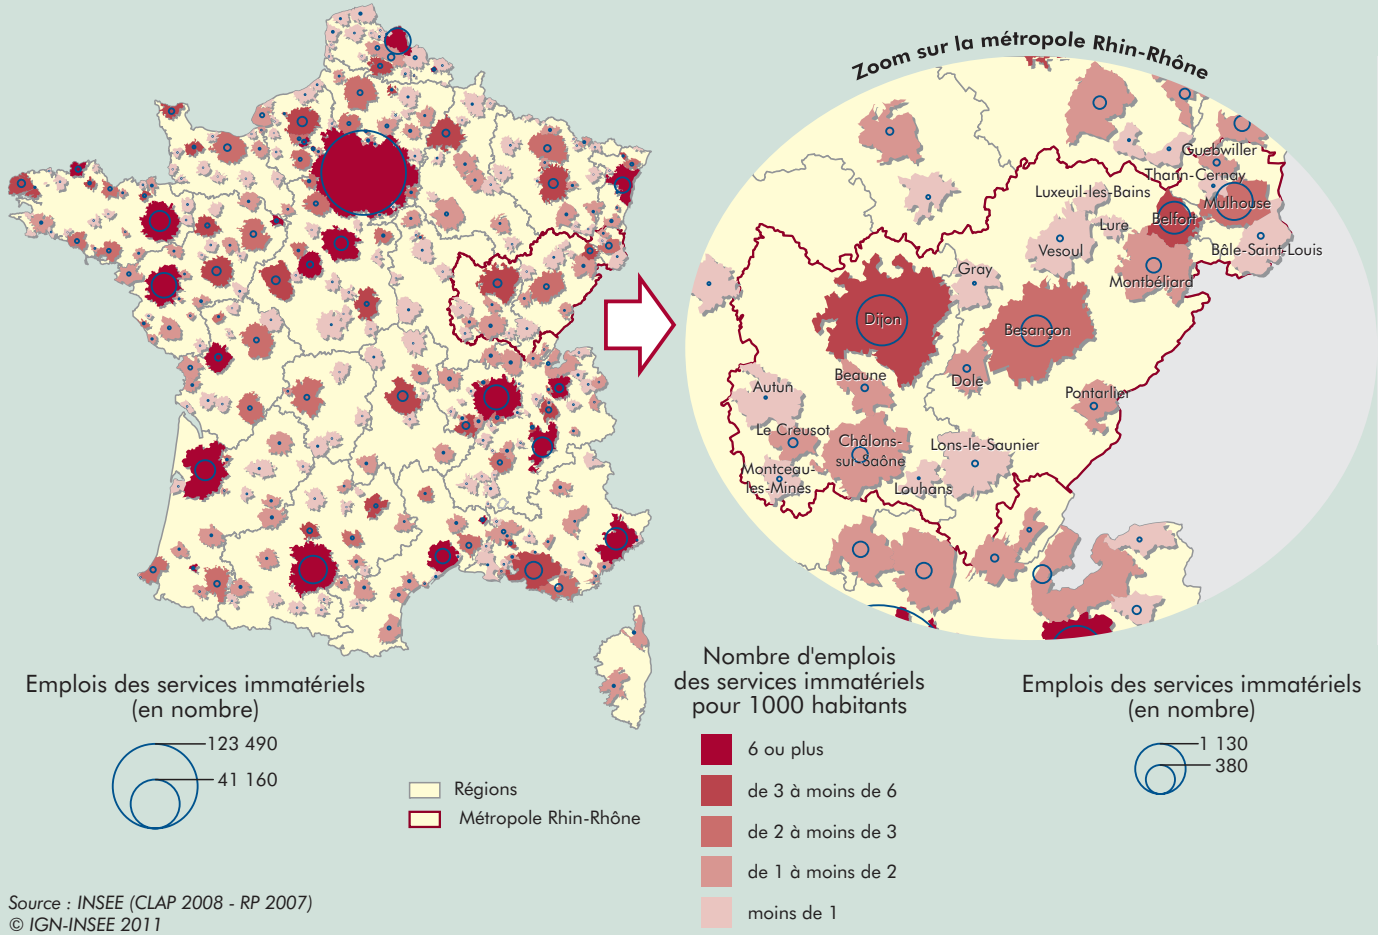 Zoom sur la métropole Rhin-Rhône
Guebwiller
Thann-Cernay
Luxeuil-les-Bains
Mulhouse
Belfort
Lure
Vesoul
Bâle-Saint-Louis
Gray
Montbéliard
Dijon
Besançon
Beaune
Dole
Autun
Pontarlier
Le Creusot
Châlons-
sur-Saône
Lons-le-Saunier
Montceau-
les-Mines
Louhans
Emplois des services immatériels
(en nombre)
123 490
41 160
Régions
Métropole Rhin-Rhône
Nombre d'emplois
des services immatériels
pour 1000 habitants
6 ou plus
de 3 à moins de 6
de 2 à moins de 3
de 1 à moins de 2
moins de 1
Emplois des services immatériels
(en nombre)
1 130
380
Source : INSEE (CLAP 2008 - RP 2007)
© IGN-INSEE 2011